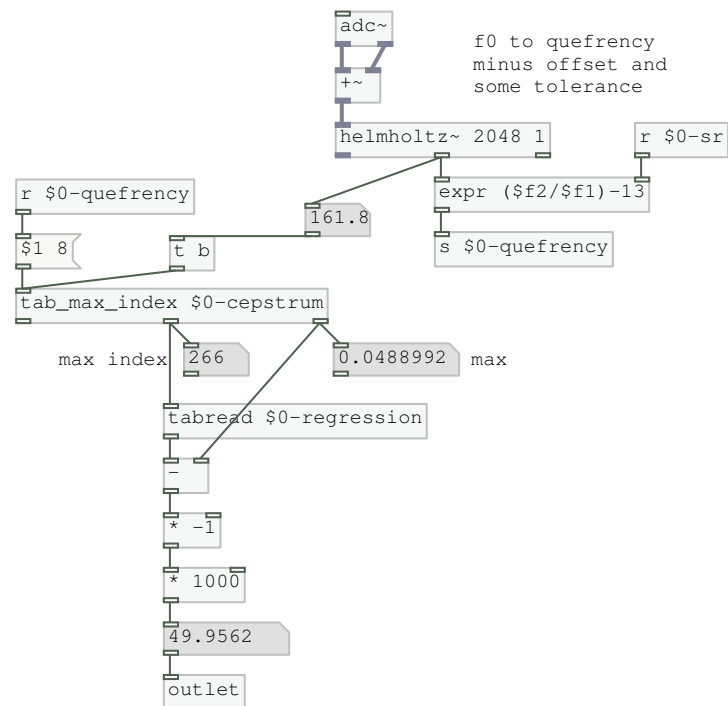 adc~
f0 to quefrency
minus offset and
some tolerance
+~
helmholtz~ 2048 1
r $0-sr
r $0-quefrency
expr ($f2/$f1)-13
161.8
$1 8
t b
s $0-quefrency
tab_max_index $0-cepstrum
max index
266
0.0488992
max
tabread $0-regression
-
* -1
* 1000
49.9562
outlet